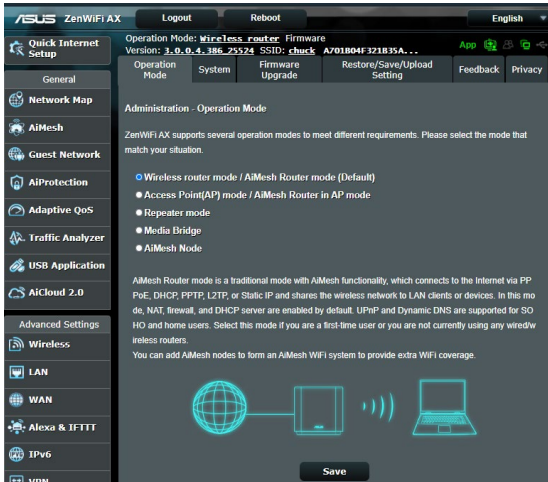 ASUS ZenWiFi AX Logout Reboot English
Quick Internet Setup
Operation Mode: Wireless router Firmware
Version: 3.0.0.4.386_25524 SSID: chuck A701B04F321B35A...
App
Operation Mode System Firmware Upgrade Restore/Save/Upload Setting Feedback Privacy
General
Network Map
AiMesh
Guest Network
AiProtection
Adaptive QoS
Traffic Analyzer
USB Application
AiCloud 2.0
Advanced Settings
Wireless
LAN
WAN
Alexa & IFTTT
IPv6
VPN
Administration - Operation Mode
ZenWiFi AX supports several operation modes to meet different requirements. Please select the mode that
match your situation.
Wireless router mode / AiMesh Router mode (Default)
Access Point(AP) mode / AiMesh Router in AP mode
Repeater mode
Media Bridge
AiMesh Node
AiMesh Router mode is a traditional mode with AiMesh functionality, which connects to the Internet via PP
PoE, DHCP, PPTP, L2TP, or Static IP and shares the wireless network to LAN clients or devices. In this mo
de, NAT, firewall, and DHCP server are enabled by default. UPnP and Dynamic DNS are supported for SO
HO and home users. Select this mode if you are a first-time user or you are not currently using any wired/w
ireless routers.
You can add AiMesh nodes to form an AiMesh WiFi system to provide extra WiFi coverage.
Save